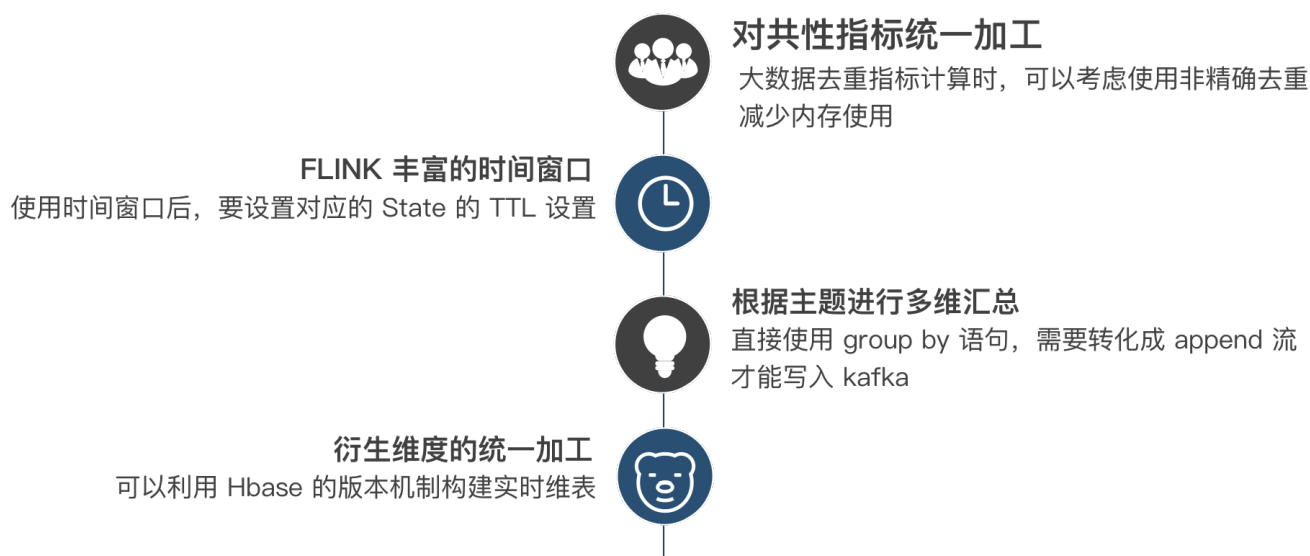 对共性指标统一加工
大数据去重指标计算时，可以考虑使用非精确去重
减少内存使用
FLINK 丰富的时间窗口
使用时间窗口后，要设置对应的 State 的 TTL 设置
根据主题进行多维汇总
直接使用 group by 语句，需要转化成 append 流
才能写入 kafka
衍生维度的统一加工
可以利用 Hbase 的版本机制构建实时维表